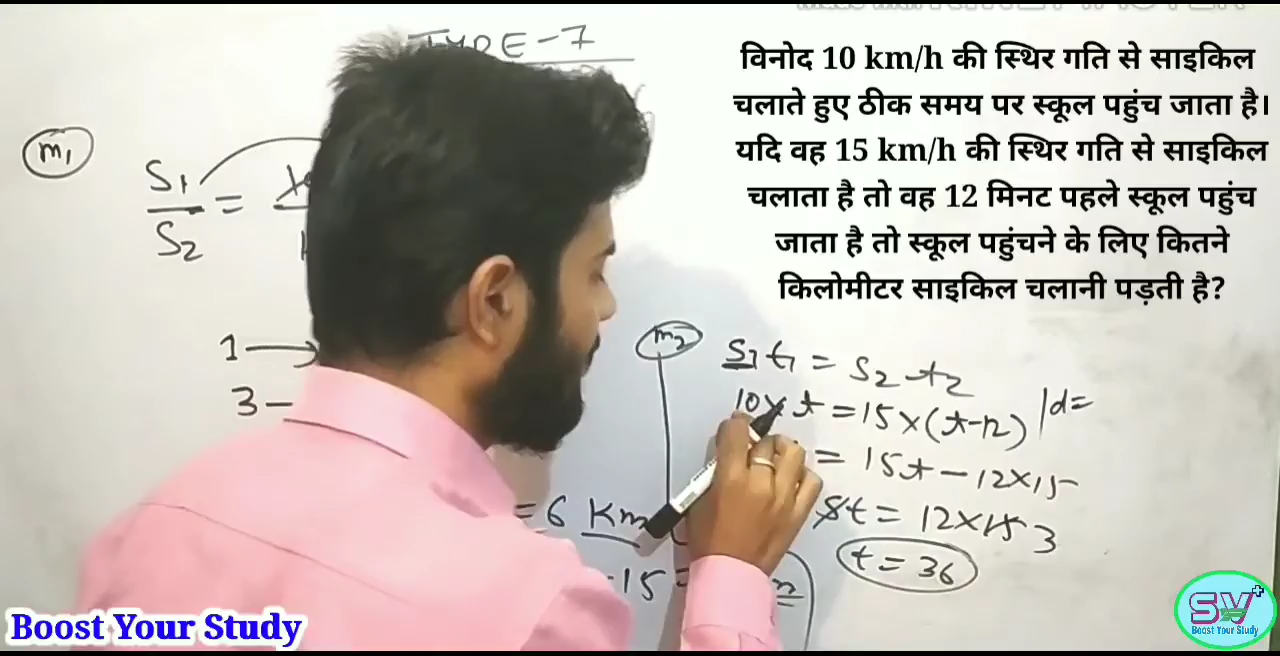 TYPE-7
विनोद 10 km/h की स्थिर गति से साइकिल
चलाते हुए ठीक समय पर स्कूल पहुंच जाता है।
यदि वह 15 km/h की स्थिर गति से साइकिल
चलाता है तो वह 12 मिनट पहले स्कूल पहुंच
जाता है तो स्कूल पहुंचने के लिए कितने
किलोमीटर साइकिल चलानी पड़ती है?
m₁
S₁
S₂
=
1 →
3 -
= 6 Km
15 =
m₂
S₁t₁ = S₂t₂
10 × t = 15 × (t-12) | d=
= 15t - 12×15
5t = 12×15 3
t = 36
Boost Your Study
SV+
Boost Your Study